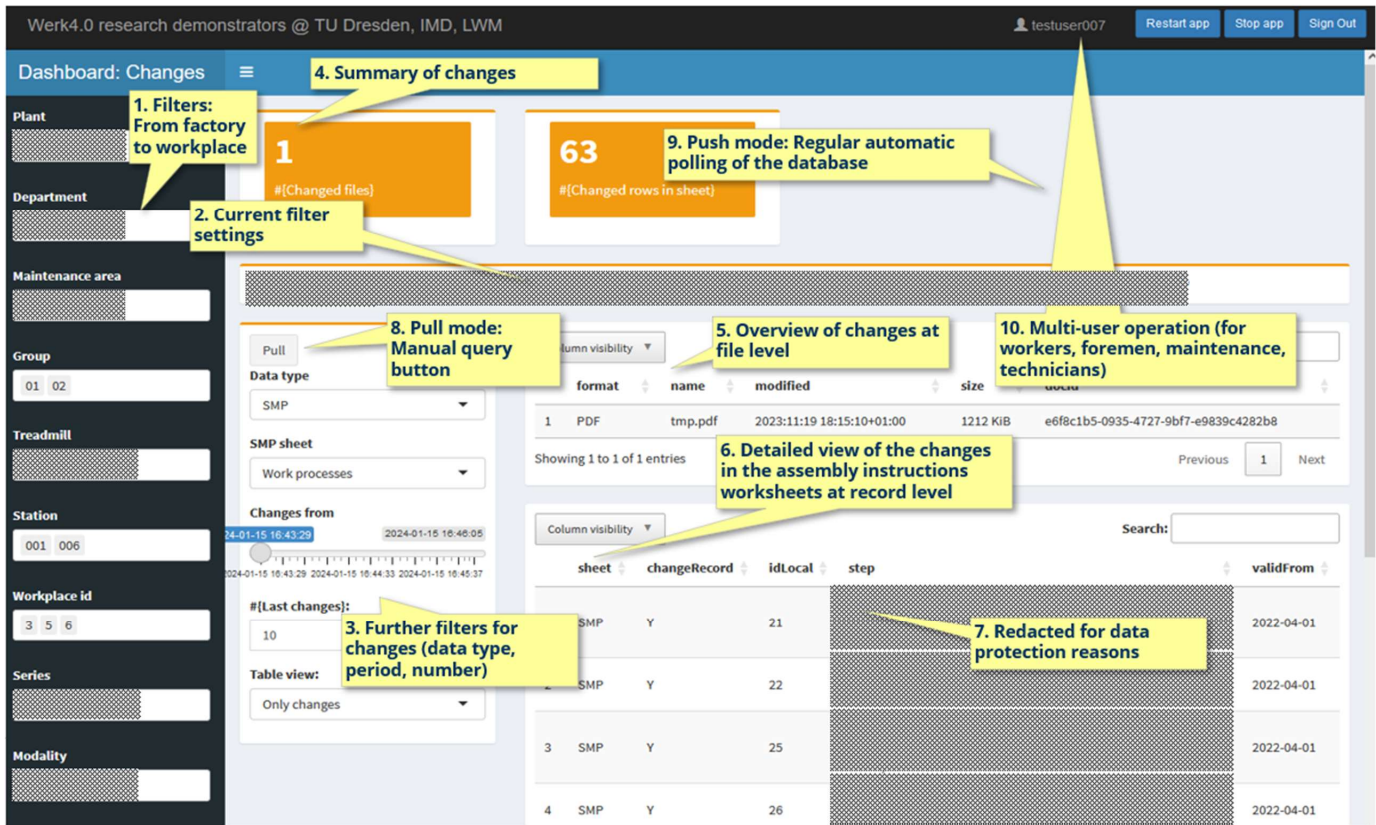 Werk4.0 research demonstrators @ TU Dresden, IMD, LWM
testuser007
Restart app
Stop app
Sign Out
Dashboard: Changes
4. Summary of changes
Plant
1. Filters:
From factory
to workplace
Department
Maintenance area
Group
01 02
Treadmill
Station
001 006
Workplace id
3 5 6
Series
Modality
1
#{Changed files}
63
#{Changed rows in sheet}
9. Push mode: Regular automatic
polling of the database
2. Current filter
settings
8. Pull mode:
Manual query
button
Pull
Data type
SMP
SMP sheet
Work processes
Changes from
24-01-15 16:43:29
2024-01-15 16:46:05
2024-01-15 16:43:29 2024-01-15 16:44:33 2024-01-15 16:45:37
#{Last changes}:
10
3. Further filters for
changes (data type,
period, number)
Table view:
Only changes
visibility
5. Overview of changes at
file level
10. Multi-user operation (for
workers, foremen, maintenance,
technicians)
format name modified size docId
1 PDF tmp.pdf 2023:11:19 18:15:10+01:00 1212 KiB e6f8c1b5-0935-4727-9bf7-e9839c4282b8
Showing 1 to 1 of 1 entries
Previous 1 Next
6. Detailed view of the changes
in the assembly instructions
worksheets at record level
Column visibility
Search:
sheet changeRecord idLocal step validFrom
SMP Y 21 2022-04-01
7. Redacted for data
protection reasons
2 SMP Y 22 2022-04-01
3 SMP Y 25 2022-04-01
4 SMP Y 26 2022-04-01